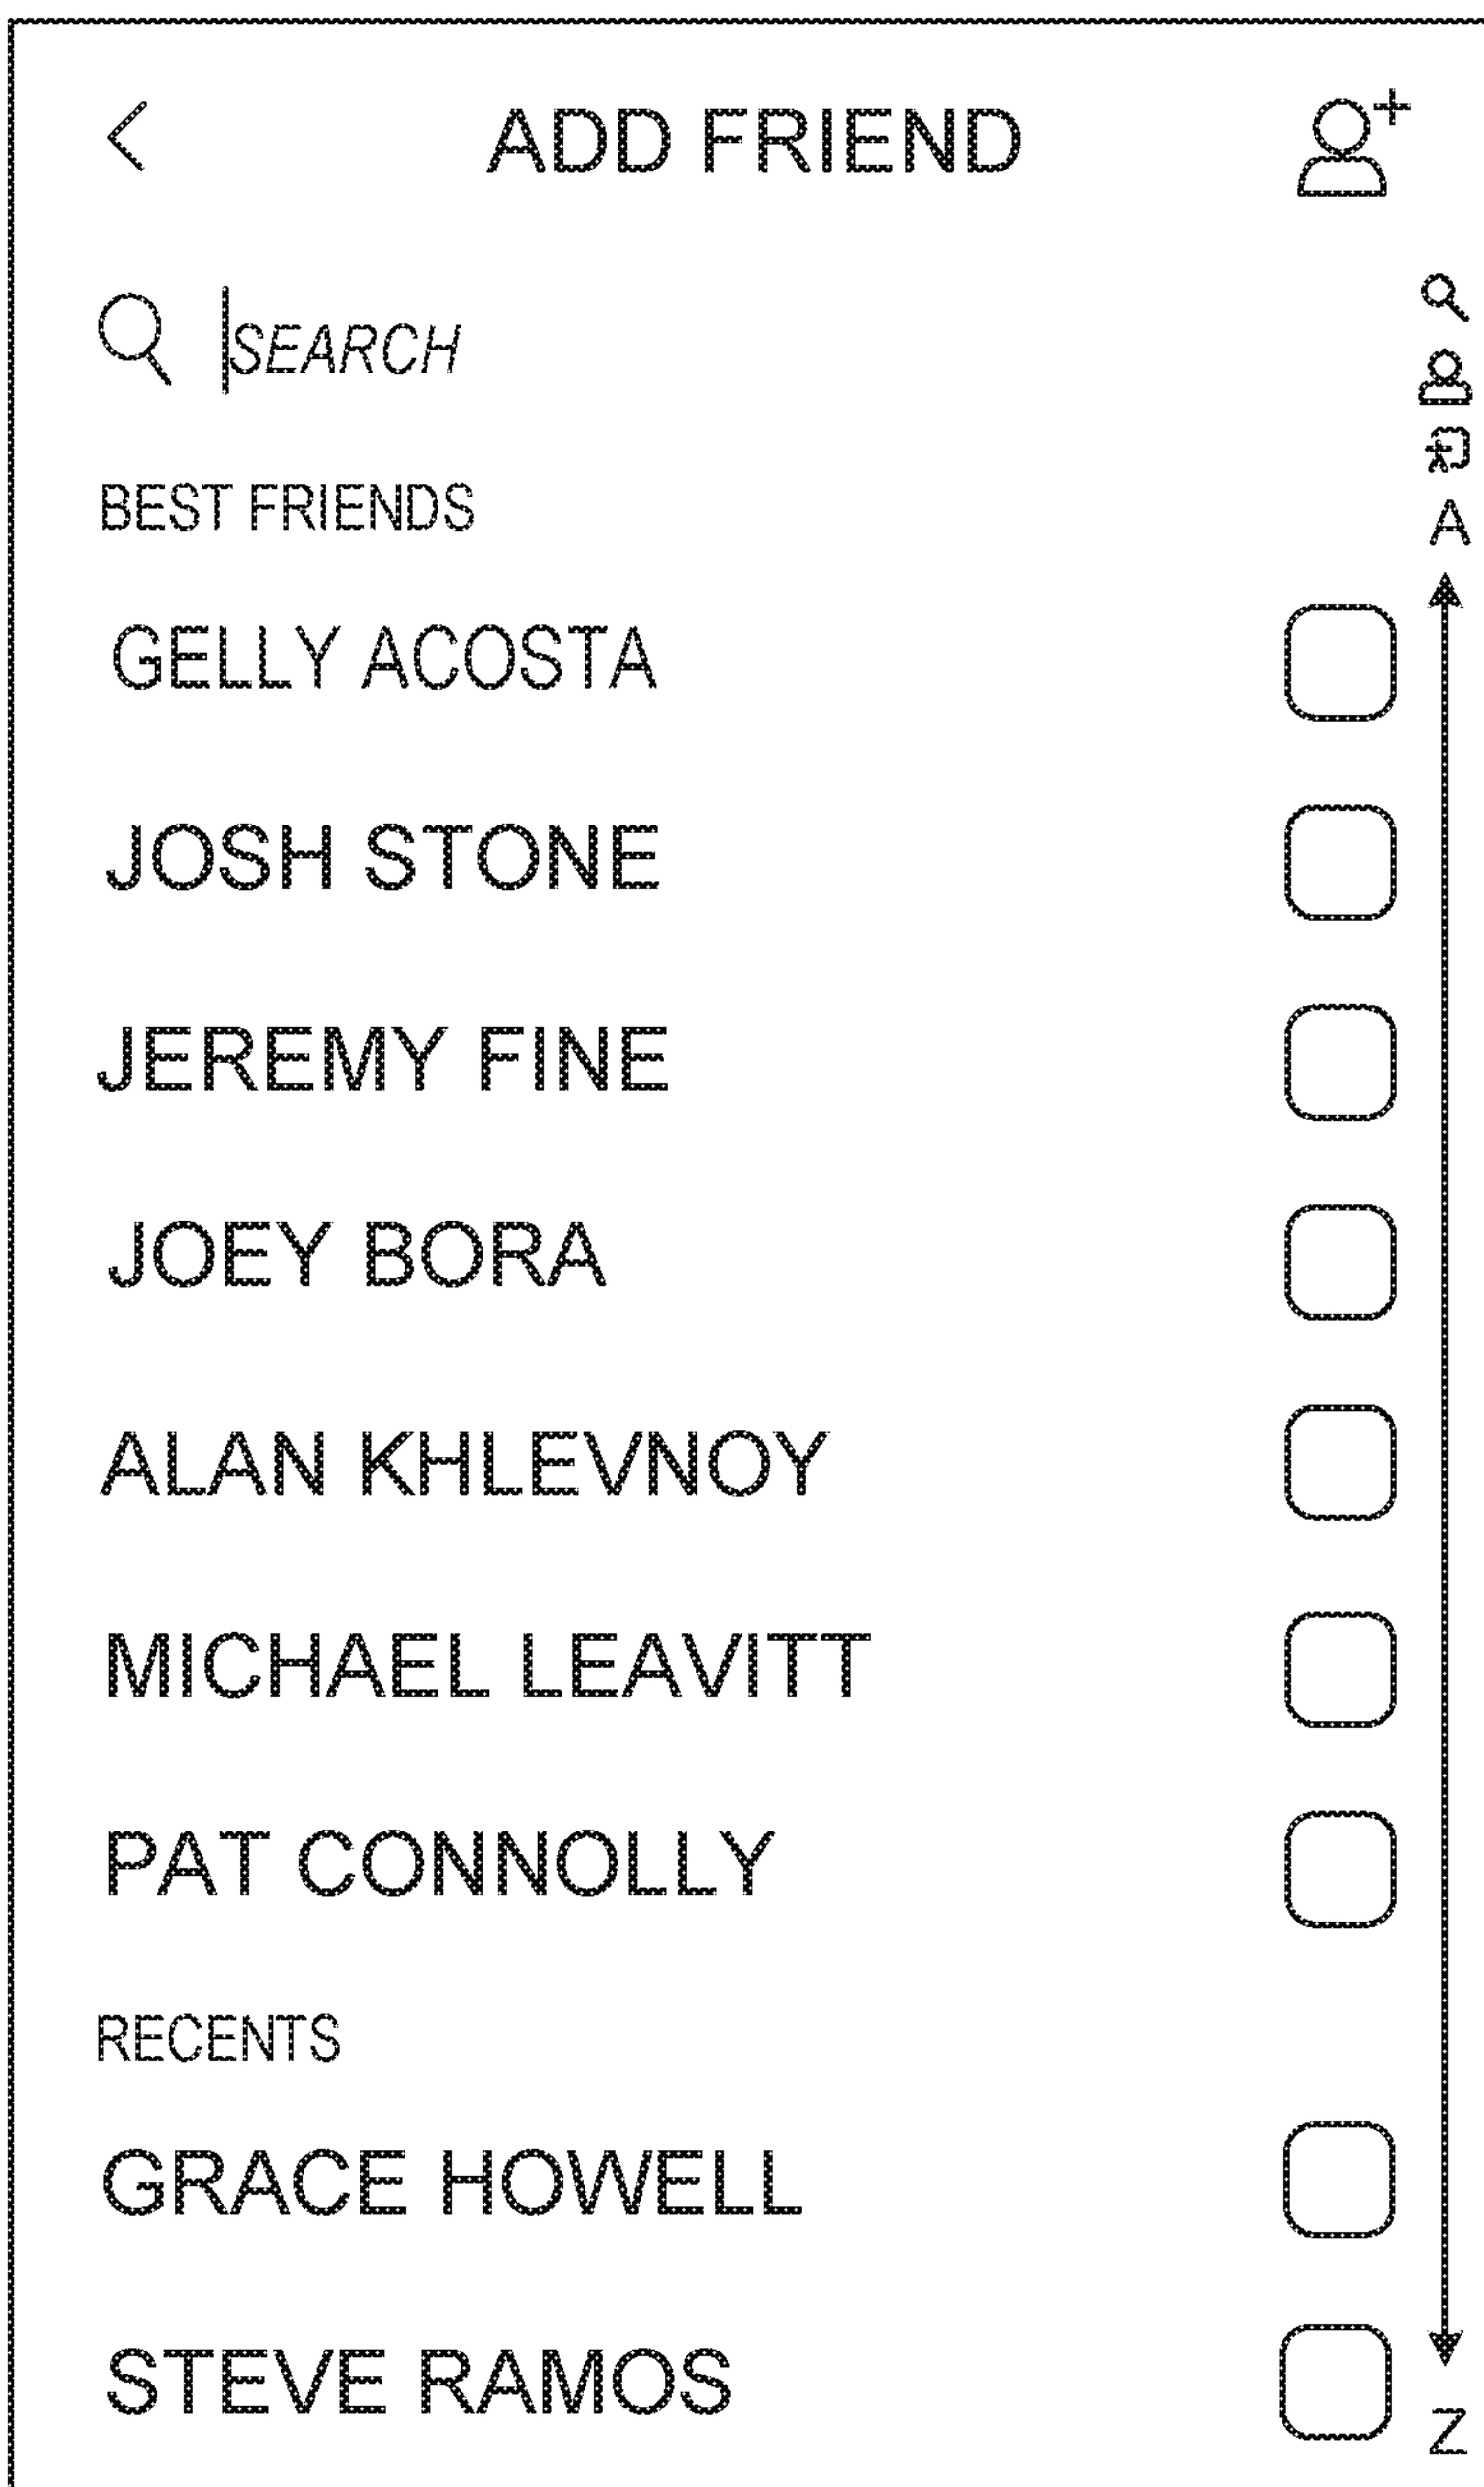 ADD FRIEND
SEARCH
BEST FRIENDS
A
GELLY ACOSTA
JOSH STONE
JEREMY FINE
JOEY BORA
ALAN KHLEVNOY
MICHAEL LEAVITT
PAT CONNOLLY
RECENTS
GRACE HOWELL
STEVE RAMOS
Z